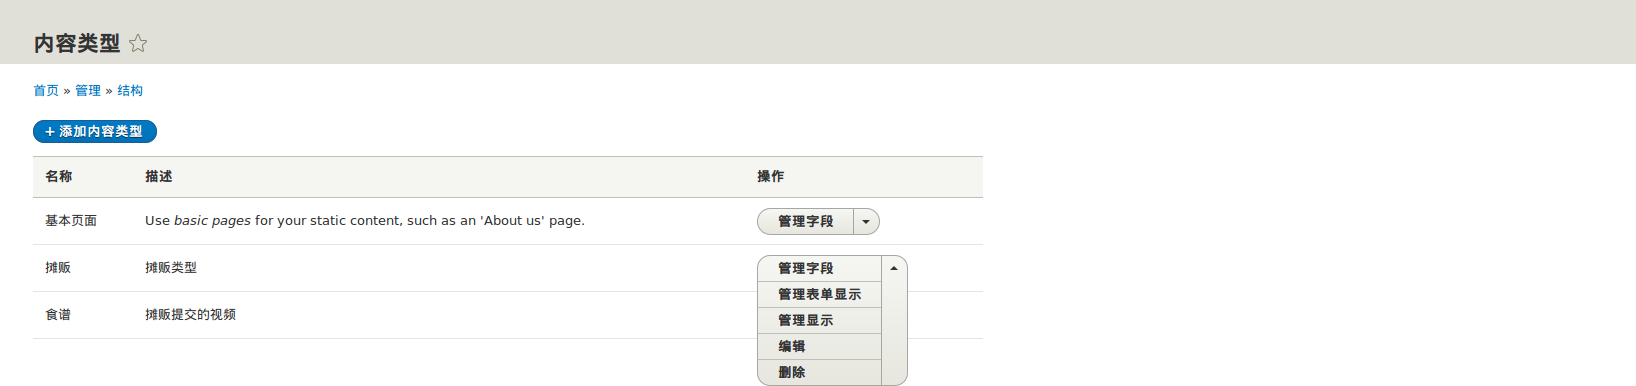 内容类型
首页 » 管理 » 结构
+ 添加内容类型
名称 描述 操作
基本页面 Use basic pages for your static content, such as an 'About us' page. 管理字段
摊贩 摊贩类型 管理字段
管理表单显示
食谱 摊贩提交的视频 管理显示
编辑
删除